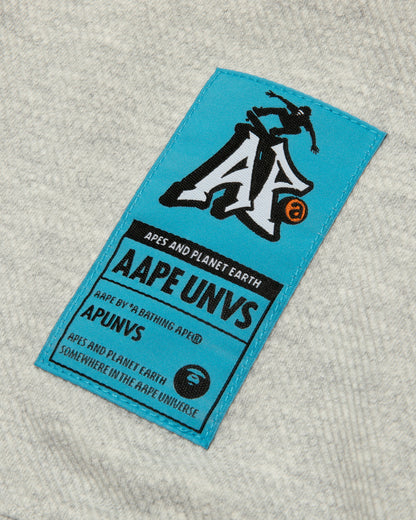 AP
a
APES AND PLANET EARTH
AAPE UNVS
AAPE BY *A BATHING APE®
APUNVS
APES AND PLANET EARTH
SOMEWHERE IN THE AAPE UNIVERSE